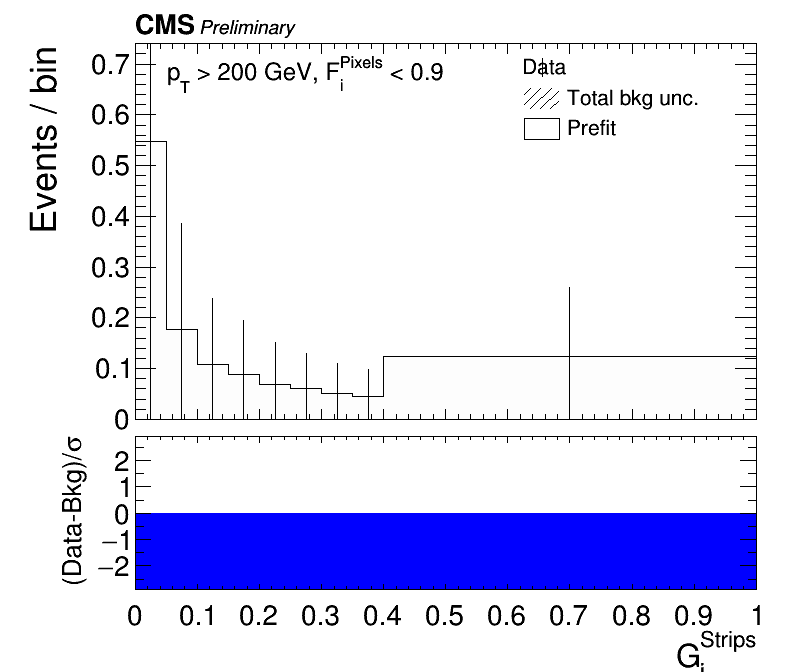 CMS Preliminary
Events / bin
0.7
0.6
0.5
0.4
0.3
0.2
0.1
0
p_T > 200 GeV, F_i^Pixels < 0.9
Data
Total bkg unc.
Prefit
(Data-Bkg)/σ
2
1
0
−1
−2
0 0.1 0.2 0.3 0.4 0.5 0.6 0.7 0.8 0.9 1
G_i^Strips